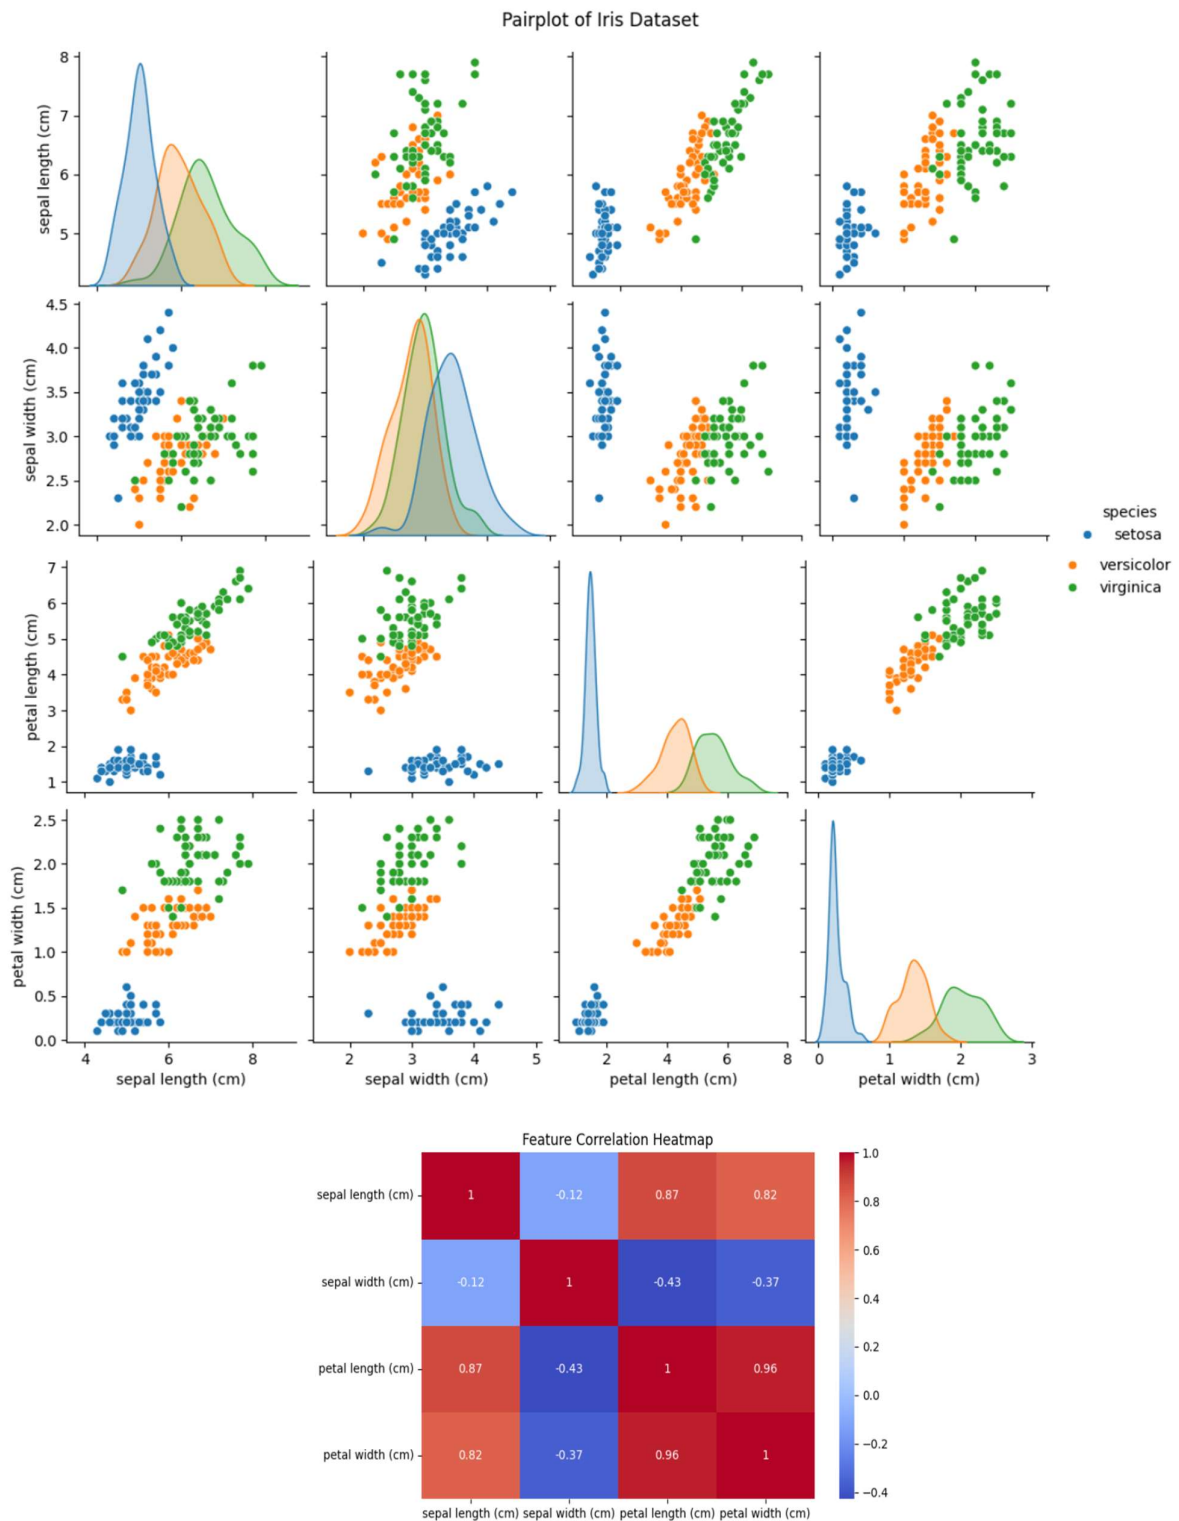 Pairplot of Iris Dataset
8
7
6
5
sepal length (cm)
4.5
4.0
3.5
3.0
2.5
2.0
sepal width (cm)
species
setosa
versicolor
virginica
7
6
5
4
3
2
1
petal length (cm)
2.5
2.0
1.5
1.0
0.5
0.0
petal width (cm)
4 6 8 2 3 4 5 2 4 6 8 0 1 2 3
sepal length (cm) sepal width (cm) petal length (cm) petal width (cm)
Feature Correlation Heatmap
sepal length (cm) 1 -0.12 0.87 0.82
sepal width (cm) -0.12 1 -0.43 -0.37
petal length (cm) 0.87 -0.43 1 0.96
petal width (cm) 0.82 -0.37 0.96 1
sepal length (cm) sepal width (cm) petal length (cm) petal width (cm)
1.0
0.8
0.6
0.4
0.2
0.0
−0.2
−0.4